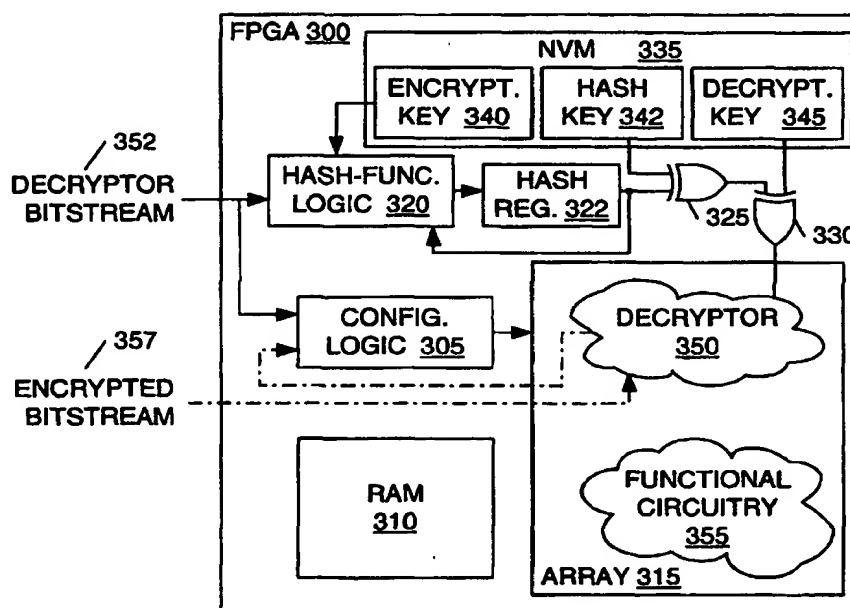 FPGA 300
NVM 335
ENCRYPT.
KEY 340
HASH
KEY 342
DECRYPT.
KEY 345
352
DECRYPTOR
BITSTREAM
HASH-FUNC.
LOGIC 320
HASH
REG. 322
325
330
CONFIG.
LOGIC 305
DECRYPTOR
350
357
ENCRYPTED
BITSTREAM
RAM
310
FUNCTIONAL
CIRCUITRY
355
ARRAY 315